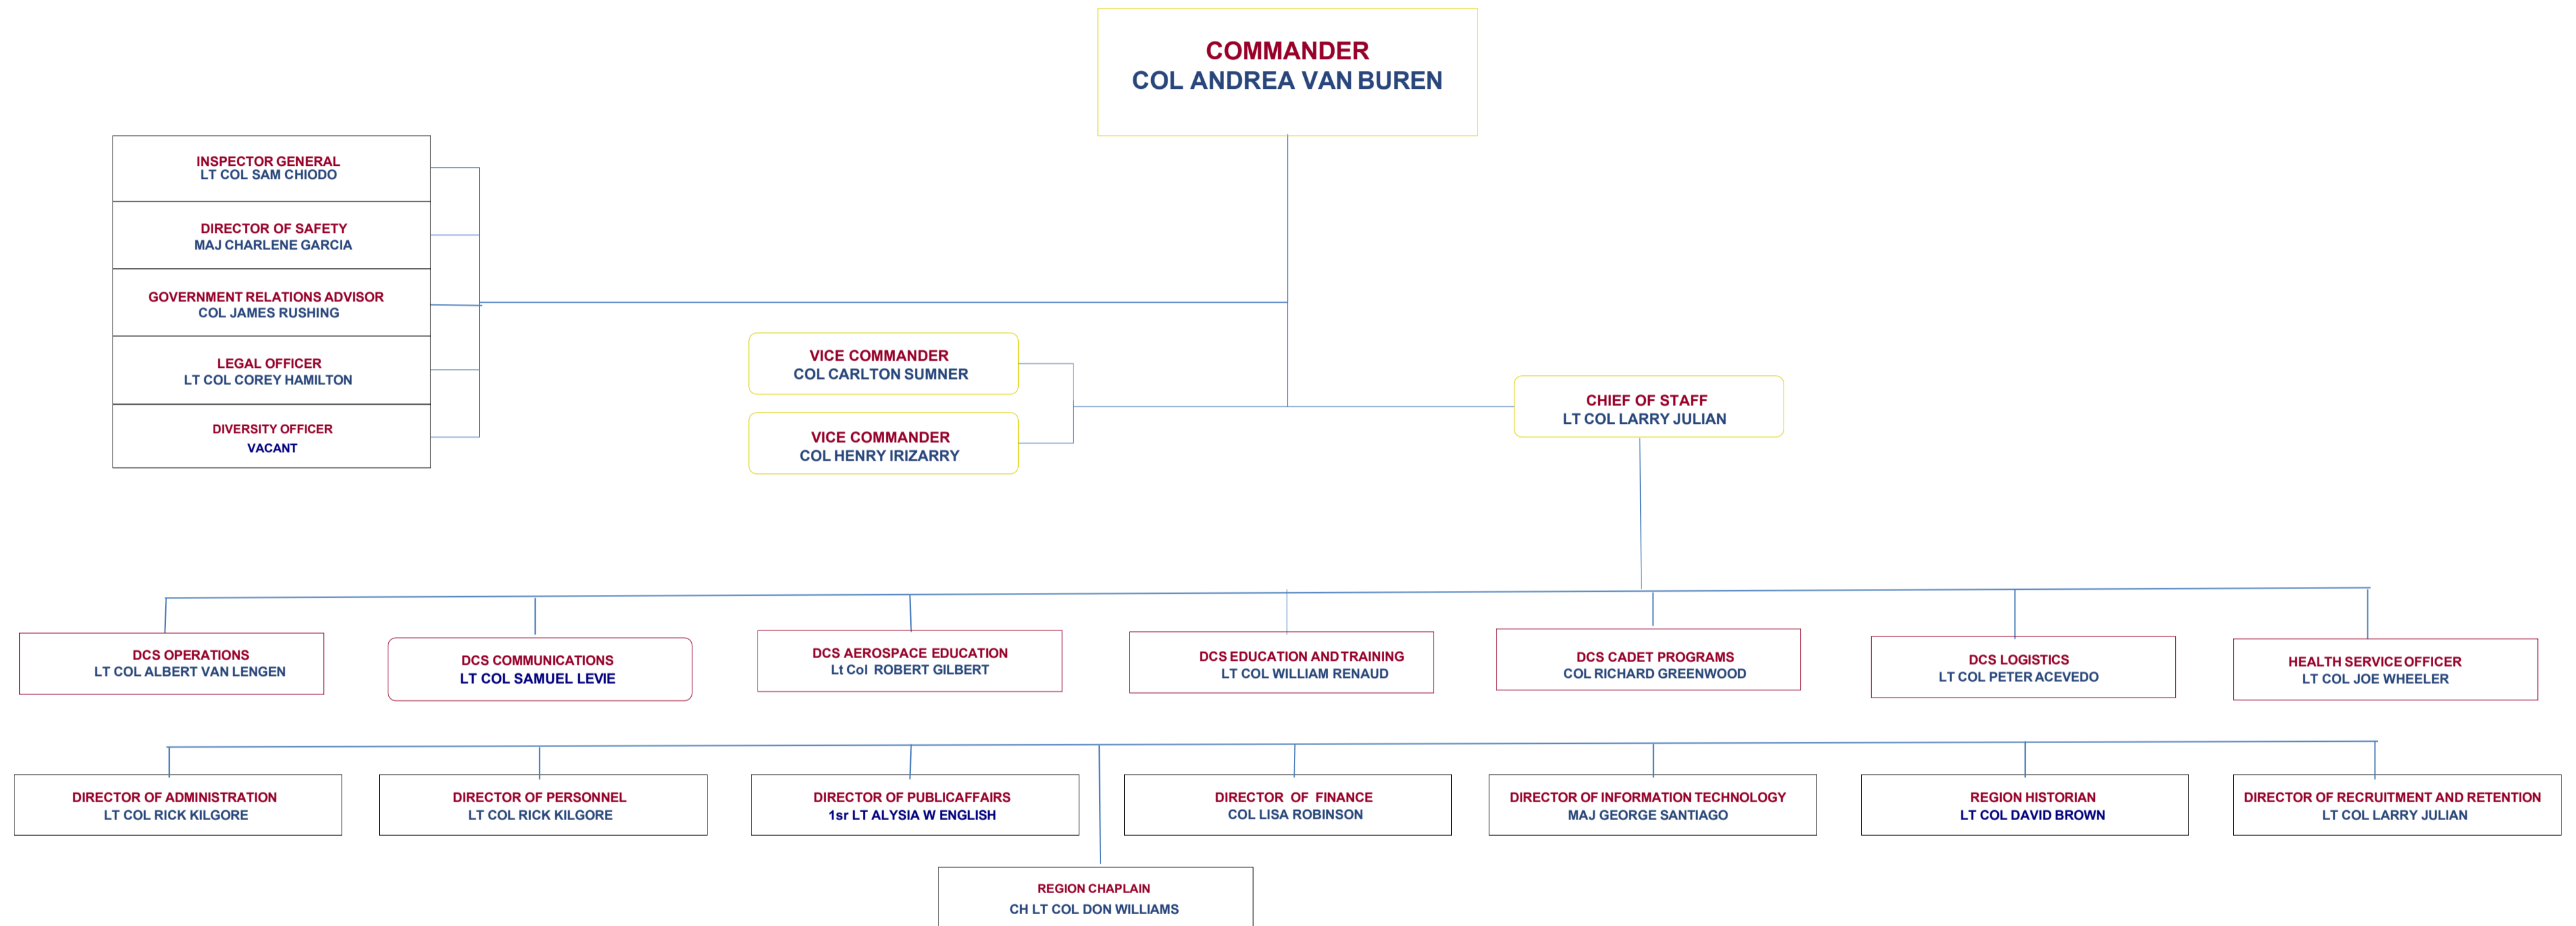 COMMANDER
COL ANDREA VAN BUREN
INSPECTOR GENERAL
LT COL SAM CHIODO
DIRECTOR OF SAFETY
MAJ CHARLENE GARCIA
GOVERNMENT RELATIONS ADVISOR
COL JAMES RUSHING
LEGAL OFFICER
LT COL COREY HAMILTON
DIVERSITY OFFICER
VACANT
VICE COMMANDER
COL CARLTON SUMNER
VICE COMMANDER
COL HENRY IRIZARRY
CHIEF OF STAFF
LT COL LARRY JULIAN
DCS OPERATIONS
LT COL ALBERT VAN LENGEN
DCS COMMUNICATIONS
LT COL SAMUEL LEVIE
DCS AEROSPACE EDUCATION
Lt Col ROBERT GILBERT
DCS EDUCATION AND TRAINING
LT COL WILLIAM RENAUD
DCS CADET PROGRAMS
COL RICHARD GREENWOOD
DCS LOGISTICS
LT COL PETER ACEVEDO
HEALTH SERVICE OFFICER
LT COL JOE WHEELER
DIRECTOR OF ADMINISTRATION
LT COL RICK KILGORE
DIRECTOR OF PERSONNEL
LT COL RICK KILGORE
DIRECTOR OF PUBLICAFFAIRS
1sr LT ALYSIA W ENGLISH
DIRECTOR OF FINANCE
COL LISA ROBINSON
DIRECTOR OF INFORMATION TECHNOLOGY
MAJ GEORGE SANTIAGO
REGION HISTORIAN
LT COL DAVID BROWN
DIRECTOR OF RECRUITMENT AND RETENTION
LT COL LARRY JULIAN
REGION CHAPLAIN
CH LT COL DON WILLIAMS